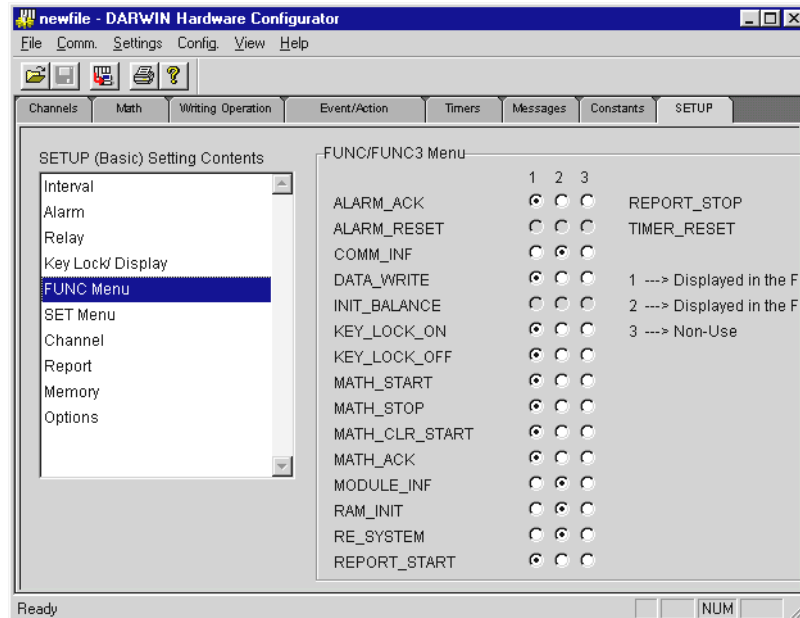 newfile - DARWIN Hardware Configurator
File Comm. Settings Config. View Help
Channels Math Writing Operation Event/Action Timers Messages Constants SETUP
SETUP (Basic) Setting Contents
Interval
Alarm
Relay
Key Lock/ Display
FUNC Menu
SET Menu
Channel
Report
Memory
Options
FUNC/FUNC3 Menu
1 2 3
ALARM_ACK
ALARM_RESET
COMM_INF
DATA_WRITE
INIT_BALANCE
KEY_LOCK_ON
KEY_LOCK_OFF
MATH_START
MATH_STOP
MATH_CLR_START
MATH_ACK
MODULE_INF
RAM_INIT
RE_SYSTEM
REPORT_START
REPORT_STOP
TIMER_RESET
1 ---> Displayed in the F
2 ---> Displayed in the F
3 ---> Non-Use
Ready
NUM